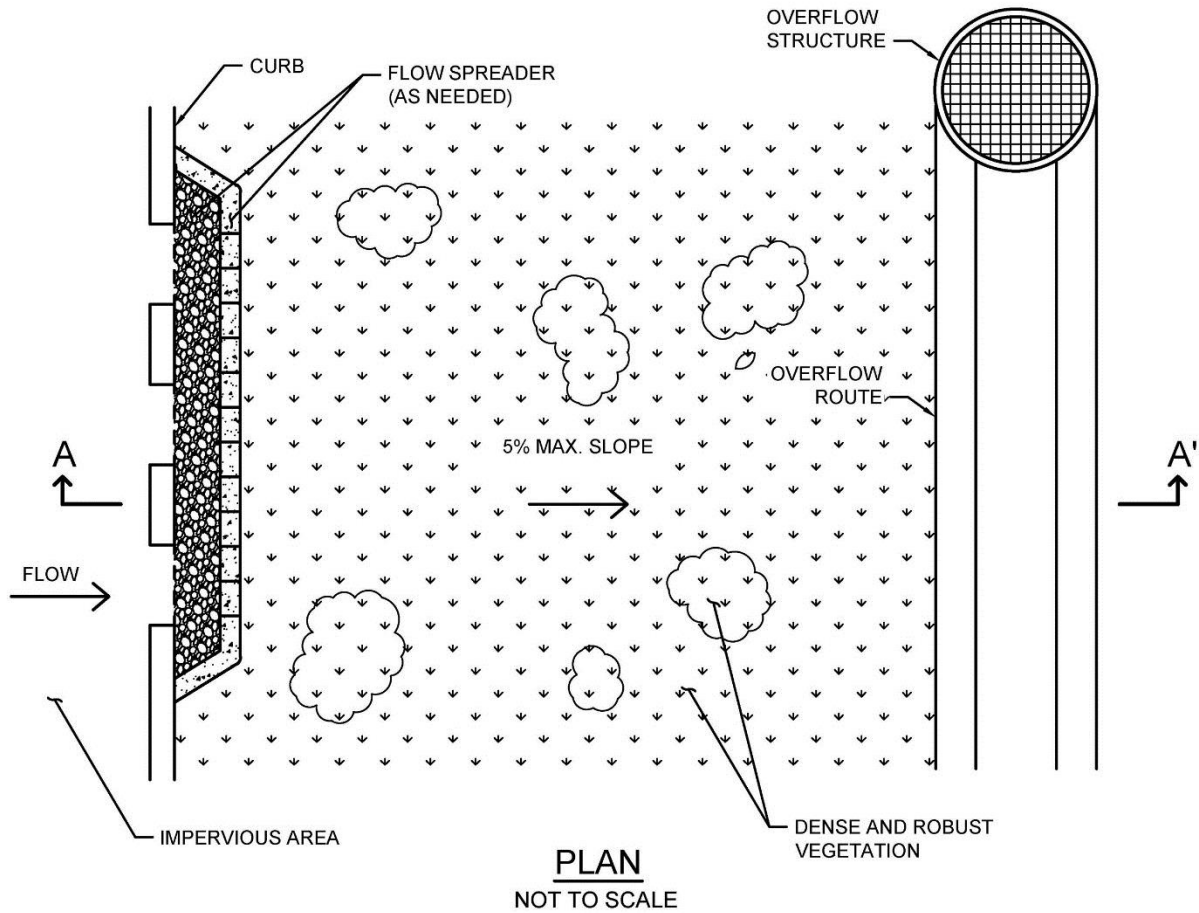 OVERFLOW
STRUCTURE
CURB
FLOW SPREADER
(AS NEEDED)
OVERFLOW
ROUTE
5% MAX. SLOPE
A
A'
FLOW
IMPERVIOUS AREA
DENSE AND ROBUST
VEGETATION
PLAN
NOT TO SCALE